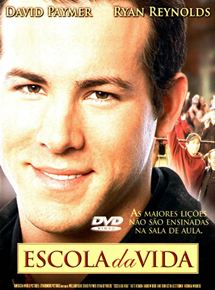 DAVID PAYMER RYAN REYNOLDS
DVD
VIDEO
AS MAIORES LIÇÕES
NÃO SÃO ENSINADAS
NA SALA DE AULA.
ESCOLA da VIDA